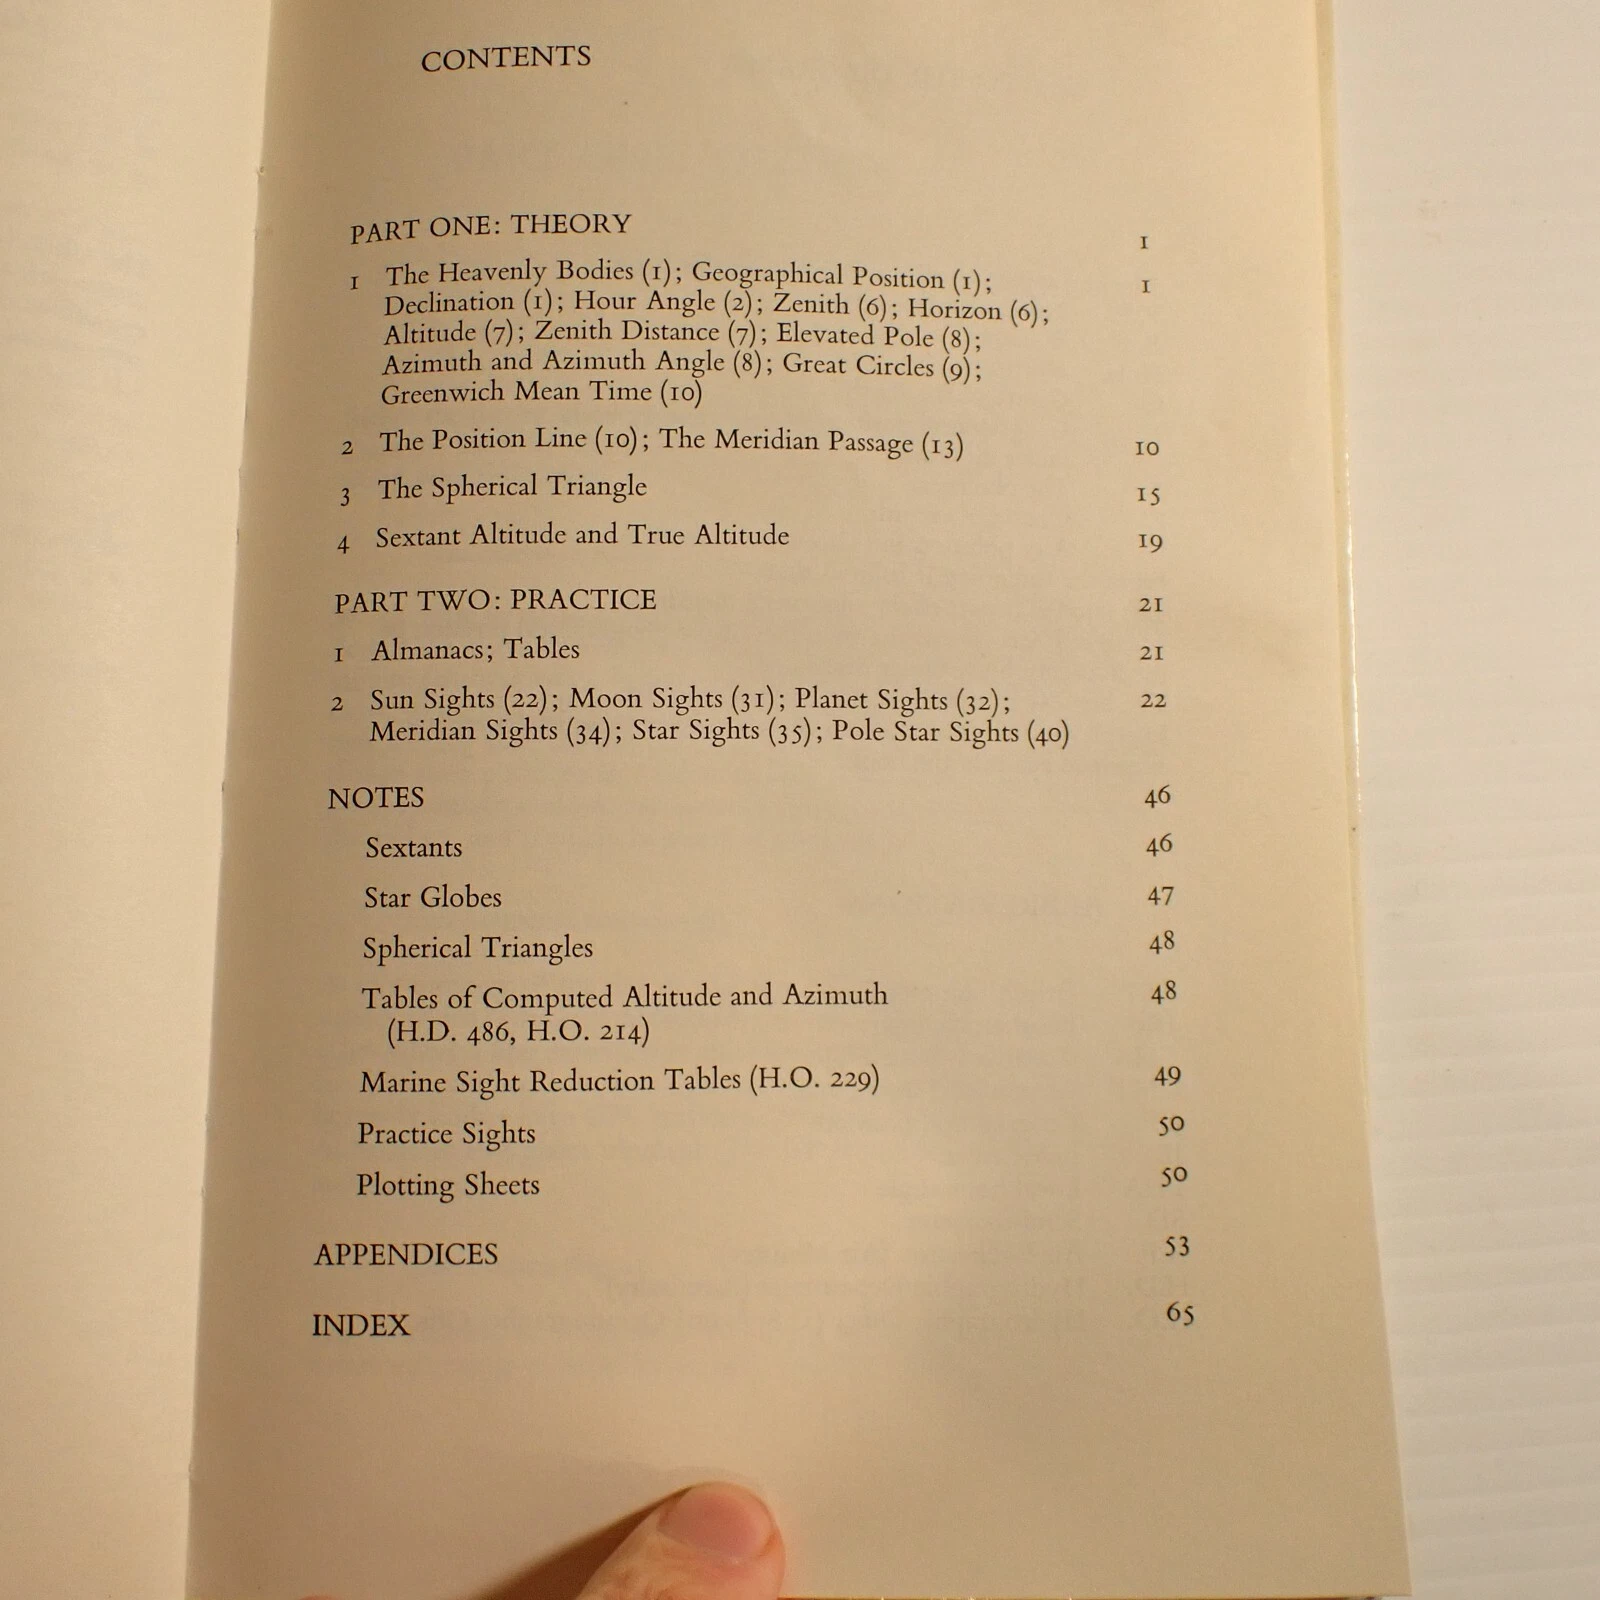 CONTENTS
PART ONE: THEORY 1
1 The Heavenly Bodies (1); Geographical Position (1); 1
Declination (1); Hour Angle (2); Zenith (6); Horizon (6);
Altitude (7); Zenith Distance (7); Elevated Pole (8);
Azimuth and Azimuth Angle (8); Great Circles (9);
Greenwich Mean Time (10)
2 The Position Line (10); The Meridian Passage (13) 10
3 The Spherical Triangle 15
4 Sextant Altitude and True Altitude 19
PART TWO: PRACTICE 21
1 Almanacs; Tables 21
2 Sun Sights (22); Moon Sights (31); Planet Sights (32); 22
Meridian Sights (34); Star Sights (35); Pole Star Sights (40)
NOTES 46
Sextants 46
Star Globes 47
Spherical Triangles 48
Tables of Computed Altitude and Azimuth 48
(H.D. 486, H.O. 214)
Marine Sight Reduction Tables (H.O. 229) 49
Practice Sights 50
Plotting Sheets 50
APPENDICES 53
INDEX 65